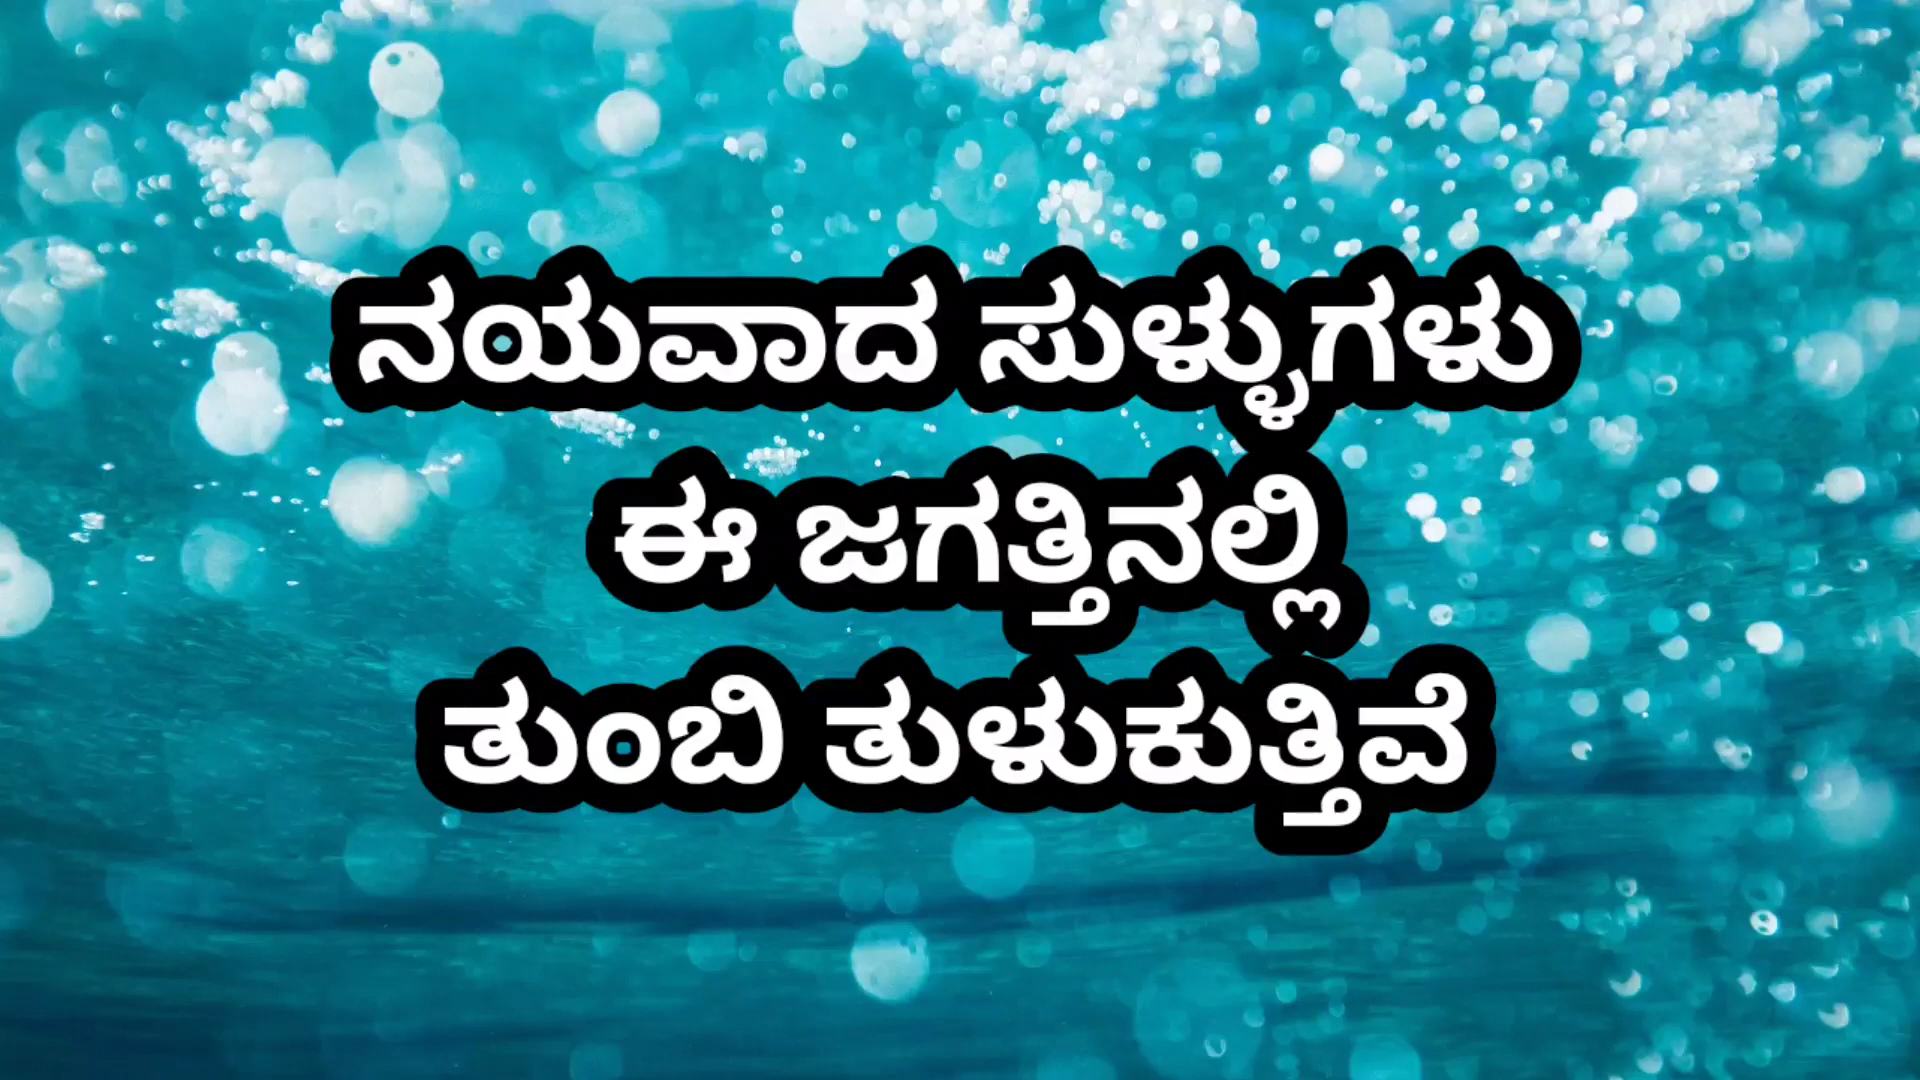 ನಯವಾದ ಸುಳ್ಳುಗಳು
ಈ ಜಗತ್ತಿನಲ್ಲಿ
ತುಂಬಿ ತುಳುಕುತ್ತಿವೆ